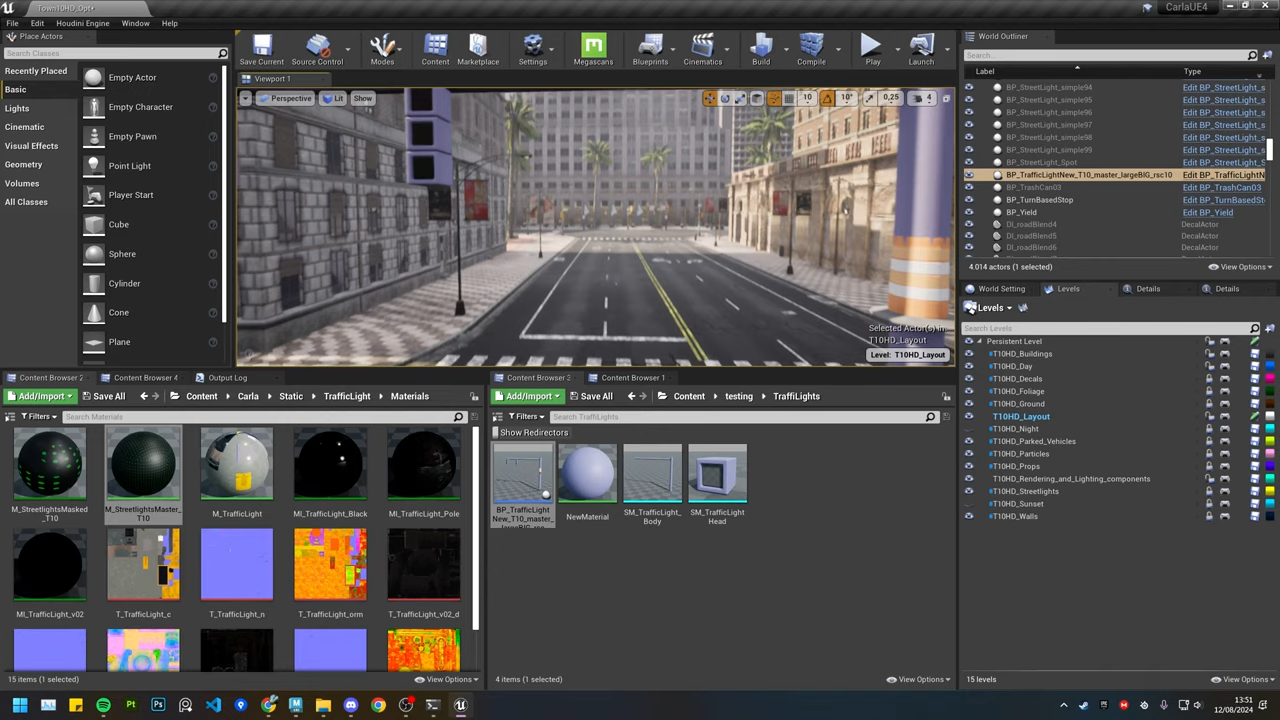 Town10HD_Opt•
CarlaUE4
File Edit Houdini Engine Window Help
Place Actors
Search Classes
Recently Placed
Basic
Lights
Cinematic
Visual Effects
Geometry
Volumes
All Classes
Empty Actor
Empty Character
Empty Pawn
Point Light
Player Start
Cube
Sphere
Cylinder
Cone
Plane
Save Current
Source Control
Modes
Content
Marketplace
Settings
Megascans
Blueprints
Cinematics
Build
Compile
Play
Launch
Viewport 1
Perspective Lit Show
10 10° 0,25 4
Selected Actor(s) in:
T10HD_Layout
Level: T10HD_Layout
World Outliner
Search...
Label Type
BP_StreetLight_simple94 Edit BP_StreetLight_s
BP_StreetLight_simple95 Edit BP_StreetLight_s
BP_StreetLight_simple96 Edit BP_StreetLight_s
BP_StreetLight_simple97 Edit BP_StreetLight_s
BP_StreetLight_simple98 Edit BP_StreetLight_s
BP_StreetLight_simple99 Edit BP_StreetLight_s
BP_StreetLight_Spot Edit BP_StreetLight_S
BP_TrafficLightNew_T10_master_largeBIG_rsc10 Edit BP_TrafficLightN
BP_TrashCan03 Edit BP_TrashCan03
BP_TurnBasedStop Edit BP_TurnBasedSt
BP_Yield Edit BP_Yield
DI_roadBlend4 DecalActor
DI_roadBlend5 DecalActor
DI_roadBlend6 DecalActor
4.014 actors (1 selected)
View Options
World Setting Levels Details Details
Levels
Search Levels
Persistent Level
T10HD_Buildings
T10HD_Day
T10HD_Decals
T10HD_Foliage
T10HD_Ground
T10HD_Layout
T10HD_Night
T10HD_Parked_Vehicles
T10HD_Particles
T10HD_Props
T10HD_Rendering_and_Lighting_components
T10HD_Streetlights
T10HD_Sunset
T10HD_Walls
15 levels
Content Browser 2 Content Browser 4 Output Log
Add/Import Save All Content Carla Static TrafficLight Materials
Filters Search Materials
M_StreetlightsMasked_T10
M_StreetlightsMaster_T10
M_TrafficLight
MI_TrafficLight_Black
MI_TrafficLight_Pole
MI_TrafficLight_v02
T_TrafficLight_c
T_TrafficLight_n
T_TrafficLight_orm
T_TrafficLight_v02_d
15 items (1 selected)
View Options
Content Browser 3 Content Browser 1
Add/Import Save All Content testing TraffiLights
Filters Search TraffiLights
Show Redirectors
BP_TrafficLight
New_T10_master_
largeBIG_rsc
NewMaterial
SM_TrafficLight_
Body
SM_TrafficLight
Head
4 items (1 selected)
View Options
13:51
12/08/2024